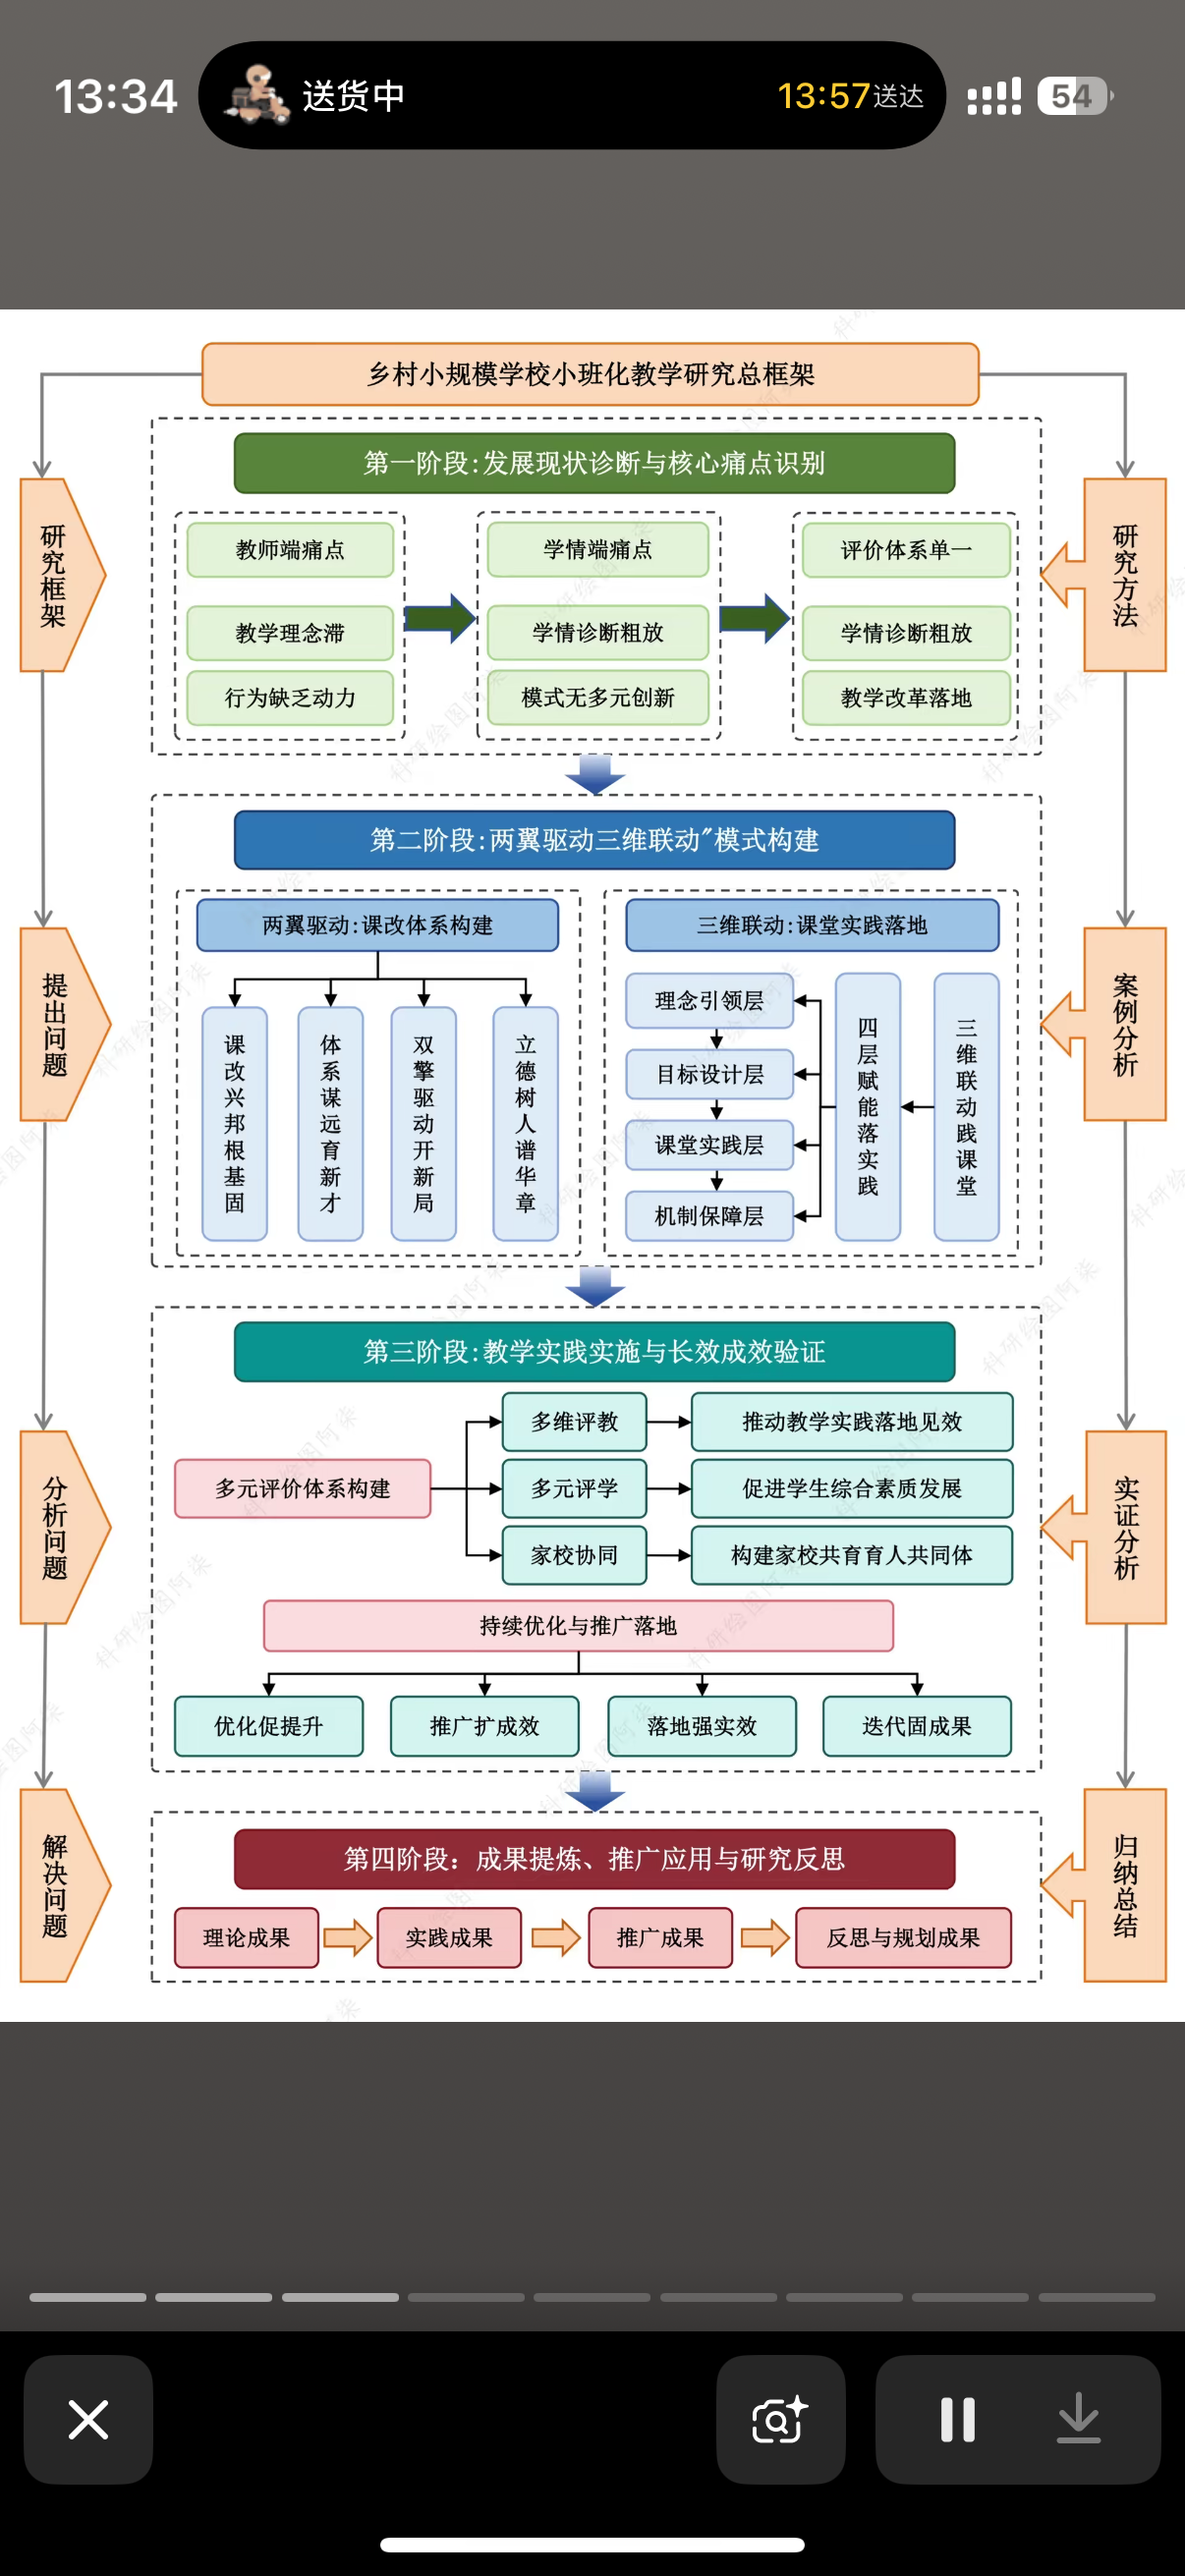 13:34
送货中
13:57送达
54
乡村小规模学校小班化教学研究总框架
第一阶段:发展现状诊断与核心痛点识别
研究框架
教师端痛点
教学理念滞
行为缺乏动力
学情端痛点
学情诊断粗放
模式无多元创新
评价体系单一
学情诊断粗放
教学改革落地
研究方法
第二阶段:两翼驱动三维联动"模式构建
提出问题
两翼驱动:课改体系构建
课改兴邦根基固
体系谋远育新才
双擎驱动开新局
立德树人谱华章
三维联动:课堂实践落地
理念引领层
目标设计层
课堂实践层
机制保障层
四层赋能落实践
三维联动践课堂
案例分析
第三阶段:教学实践实施与长效成效验证
分析问题
多元评价体系构建
多维评教
推动教学实践落地见效
多元评学
促进学生综合素质发展
家校协同
构建家校共育育人共同体
持续优化与推广落地
优化促提升
推广扩成效
落地强实效
迭代固成果
实证分析
第四阶段：成果提炼、推广应用与研究反思
解决问题
理论成果
实践成果
推广成果
反思与规划成果
归纳总结
科研绘图阿柒